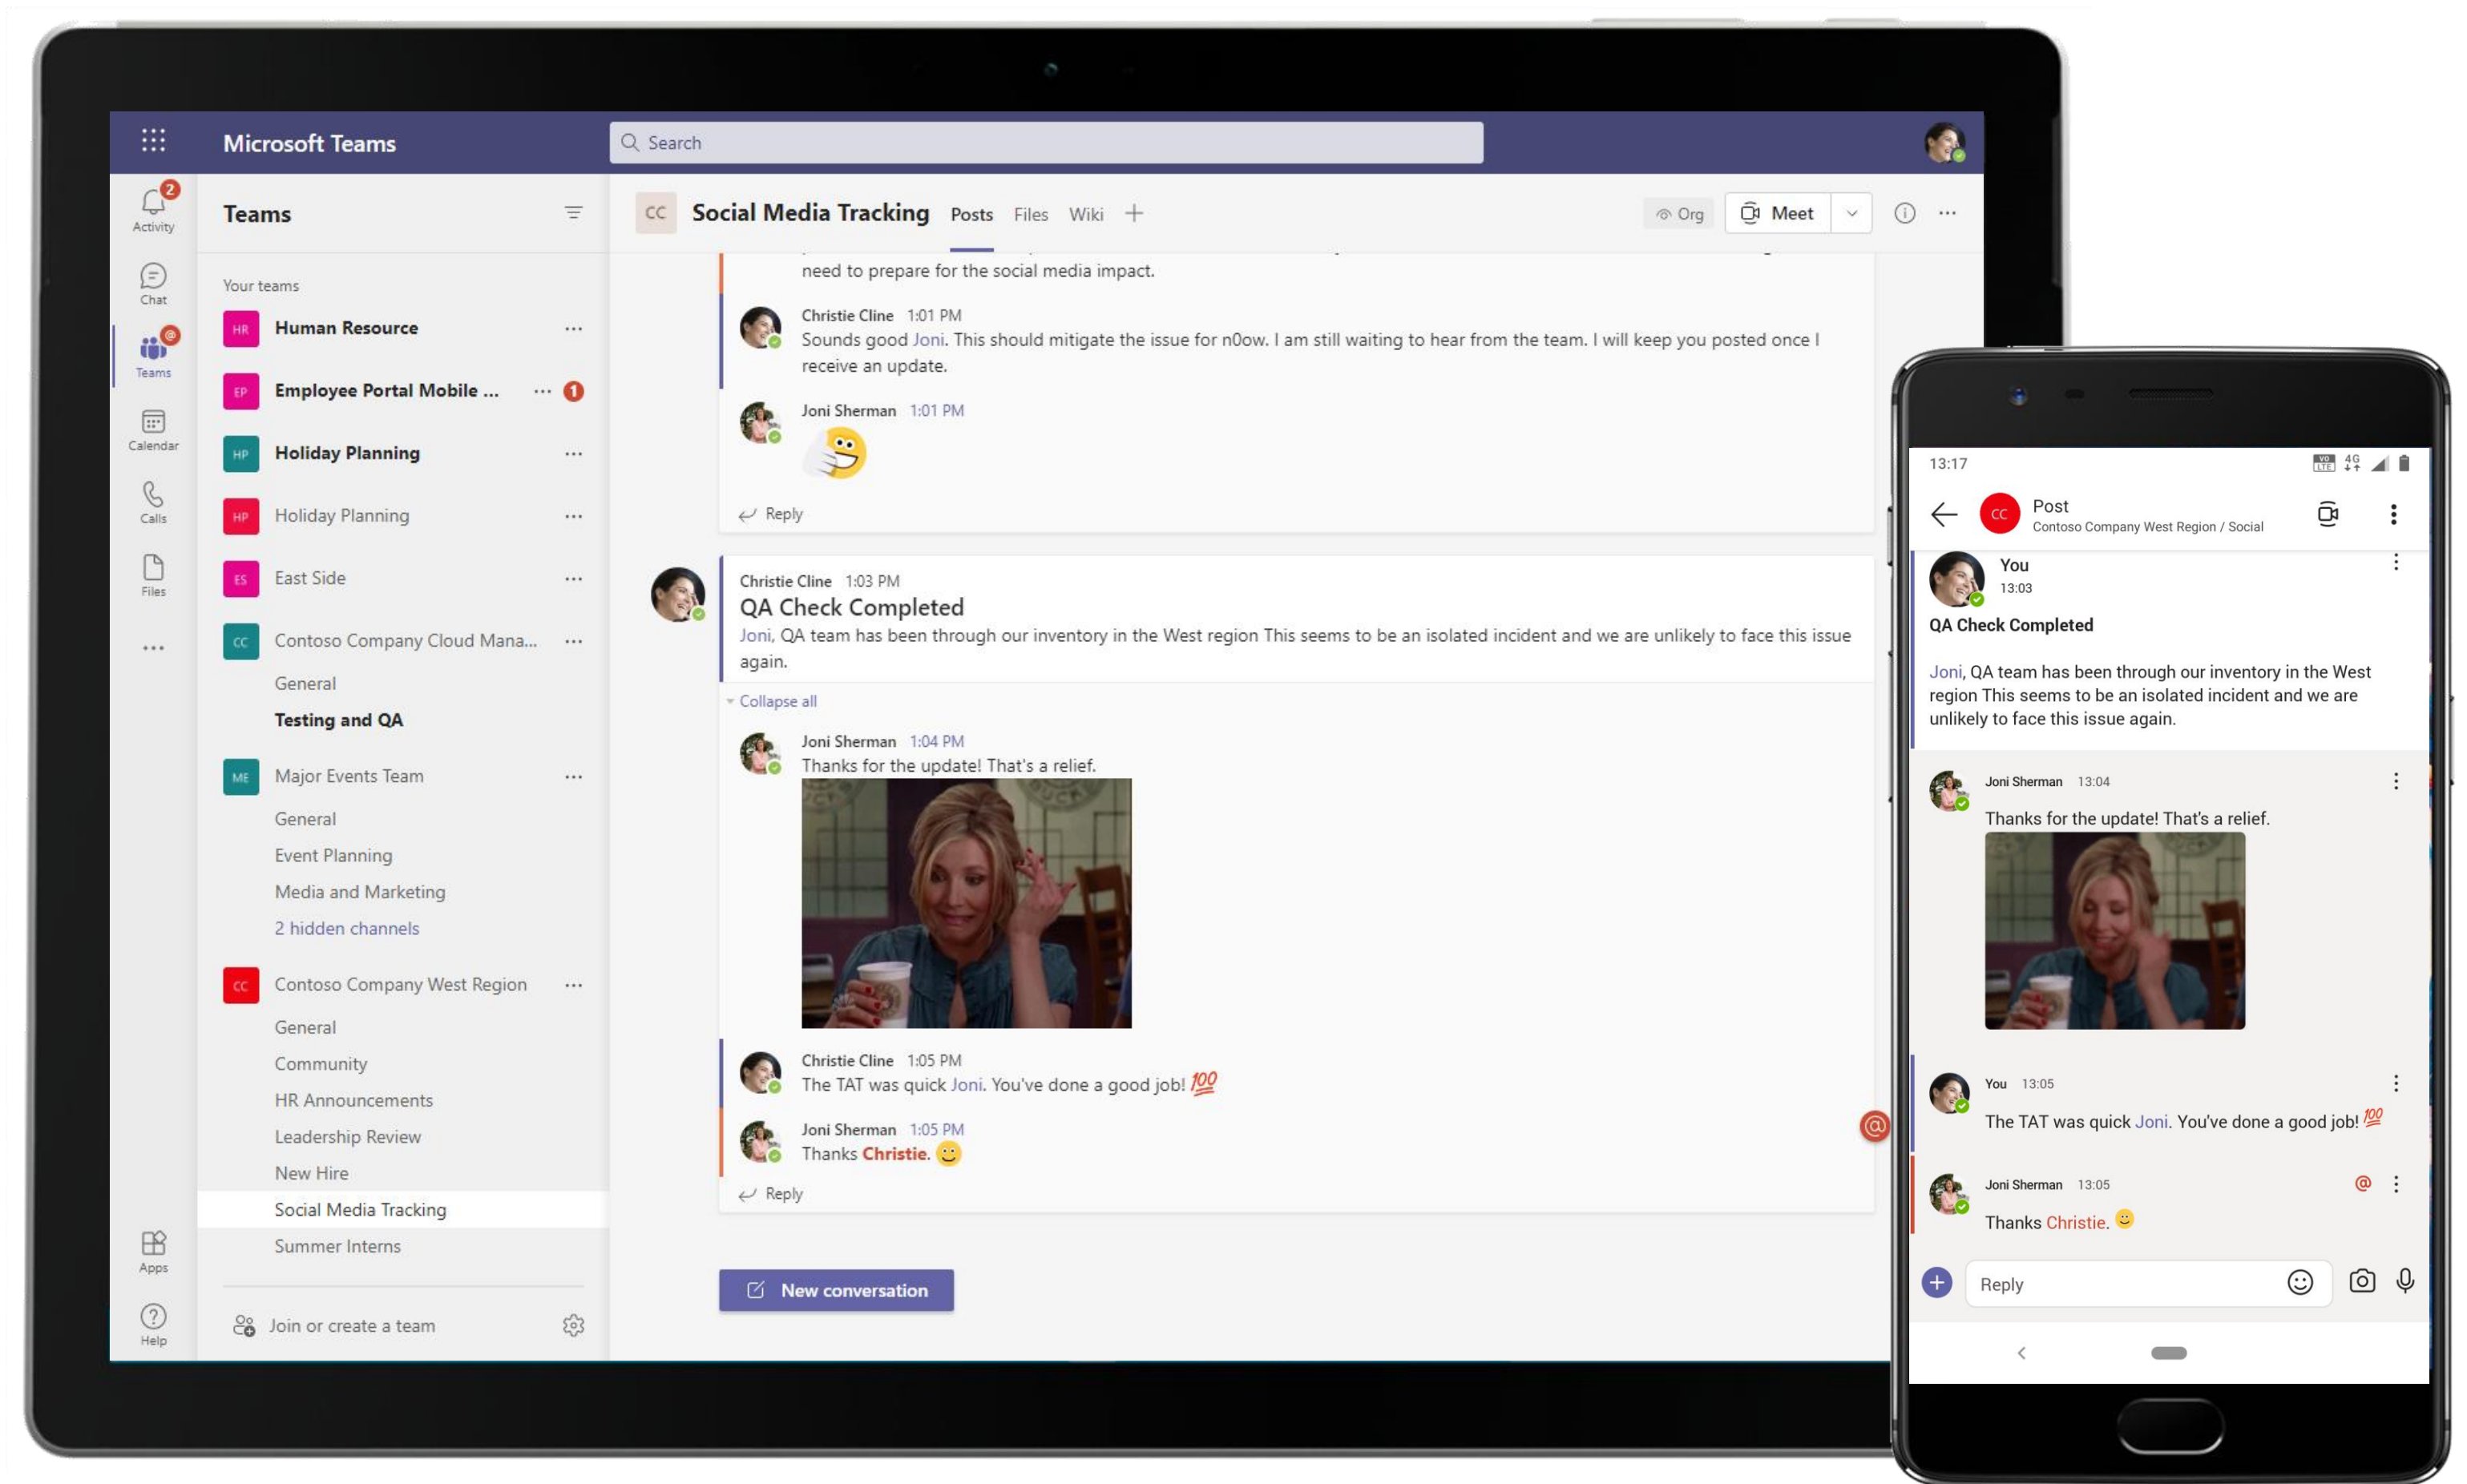 Microsoft Teams
Search
2
Activity
Chat
@
Teams
Calendar
Calls
Files
Apps
Help
Teams
Your teams
HR Human Resource
EP Employee Portal Mobile ... 1
HP Holiday Planning
HP Holiday Planning
ES East Side
CC Contoso Company Cloud Mana...
General
Testing and QA
ME Major Events Team
General
Event Planning
Media and Marketing
2 hidden channels
CC Contoso Company West Region
General
Community
HR Announcements
Leadership Review
New Hire
Social Media Tracking
Summer Interns
Join or create a team
CC Social Media Tracking Posts Files Wiki
Org Meet
need to prepare for the social media impact.
Christie Cline 1:01 PM
Sounds good Joni. This should mitigate the issue for n0ow. I am still waiting to hear from the team. I will keep you posted once I
receive an update.
Joni Sherman 1:01 PM
Reply
Christie Cline 1:03 PM
QA Check Completed
Joni, QA team has been through our inventory in the West region This seems to be an isolated incident and we are unlikely to face this issue
again.
Collapse all
Joni Sherman 1:04 PM
Thanks for the update! That's a relief.
Christie Cline 1:05 PM
The TAT was quick Joni. You've done a good job! 💯
Joni Sherman 1:05 PM
Thanks Christie. 🙂
@
Reply
New conversation
13:17 VO LTE 4G
CC Post
Contoso Company West Region / Social
You
13:03
QA Check Completed
Joni, QA team has been through our inventory in the West
region This seems to be an isolated incident and we are
unlikely to face this issue again.
Joni Sherman 13:04
Thanks for the update! That's a relief.
You 13:05
The TAT was quick Joni. You've done a good job! 💯
Joni Sherman 13:05 @
Thanks Christie. 🙂
Reply